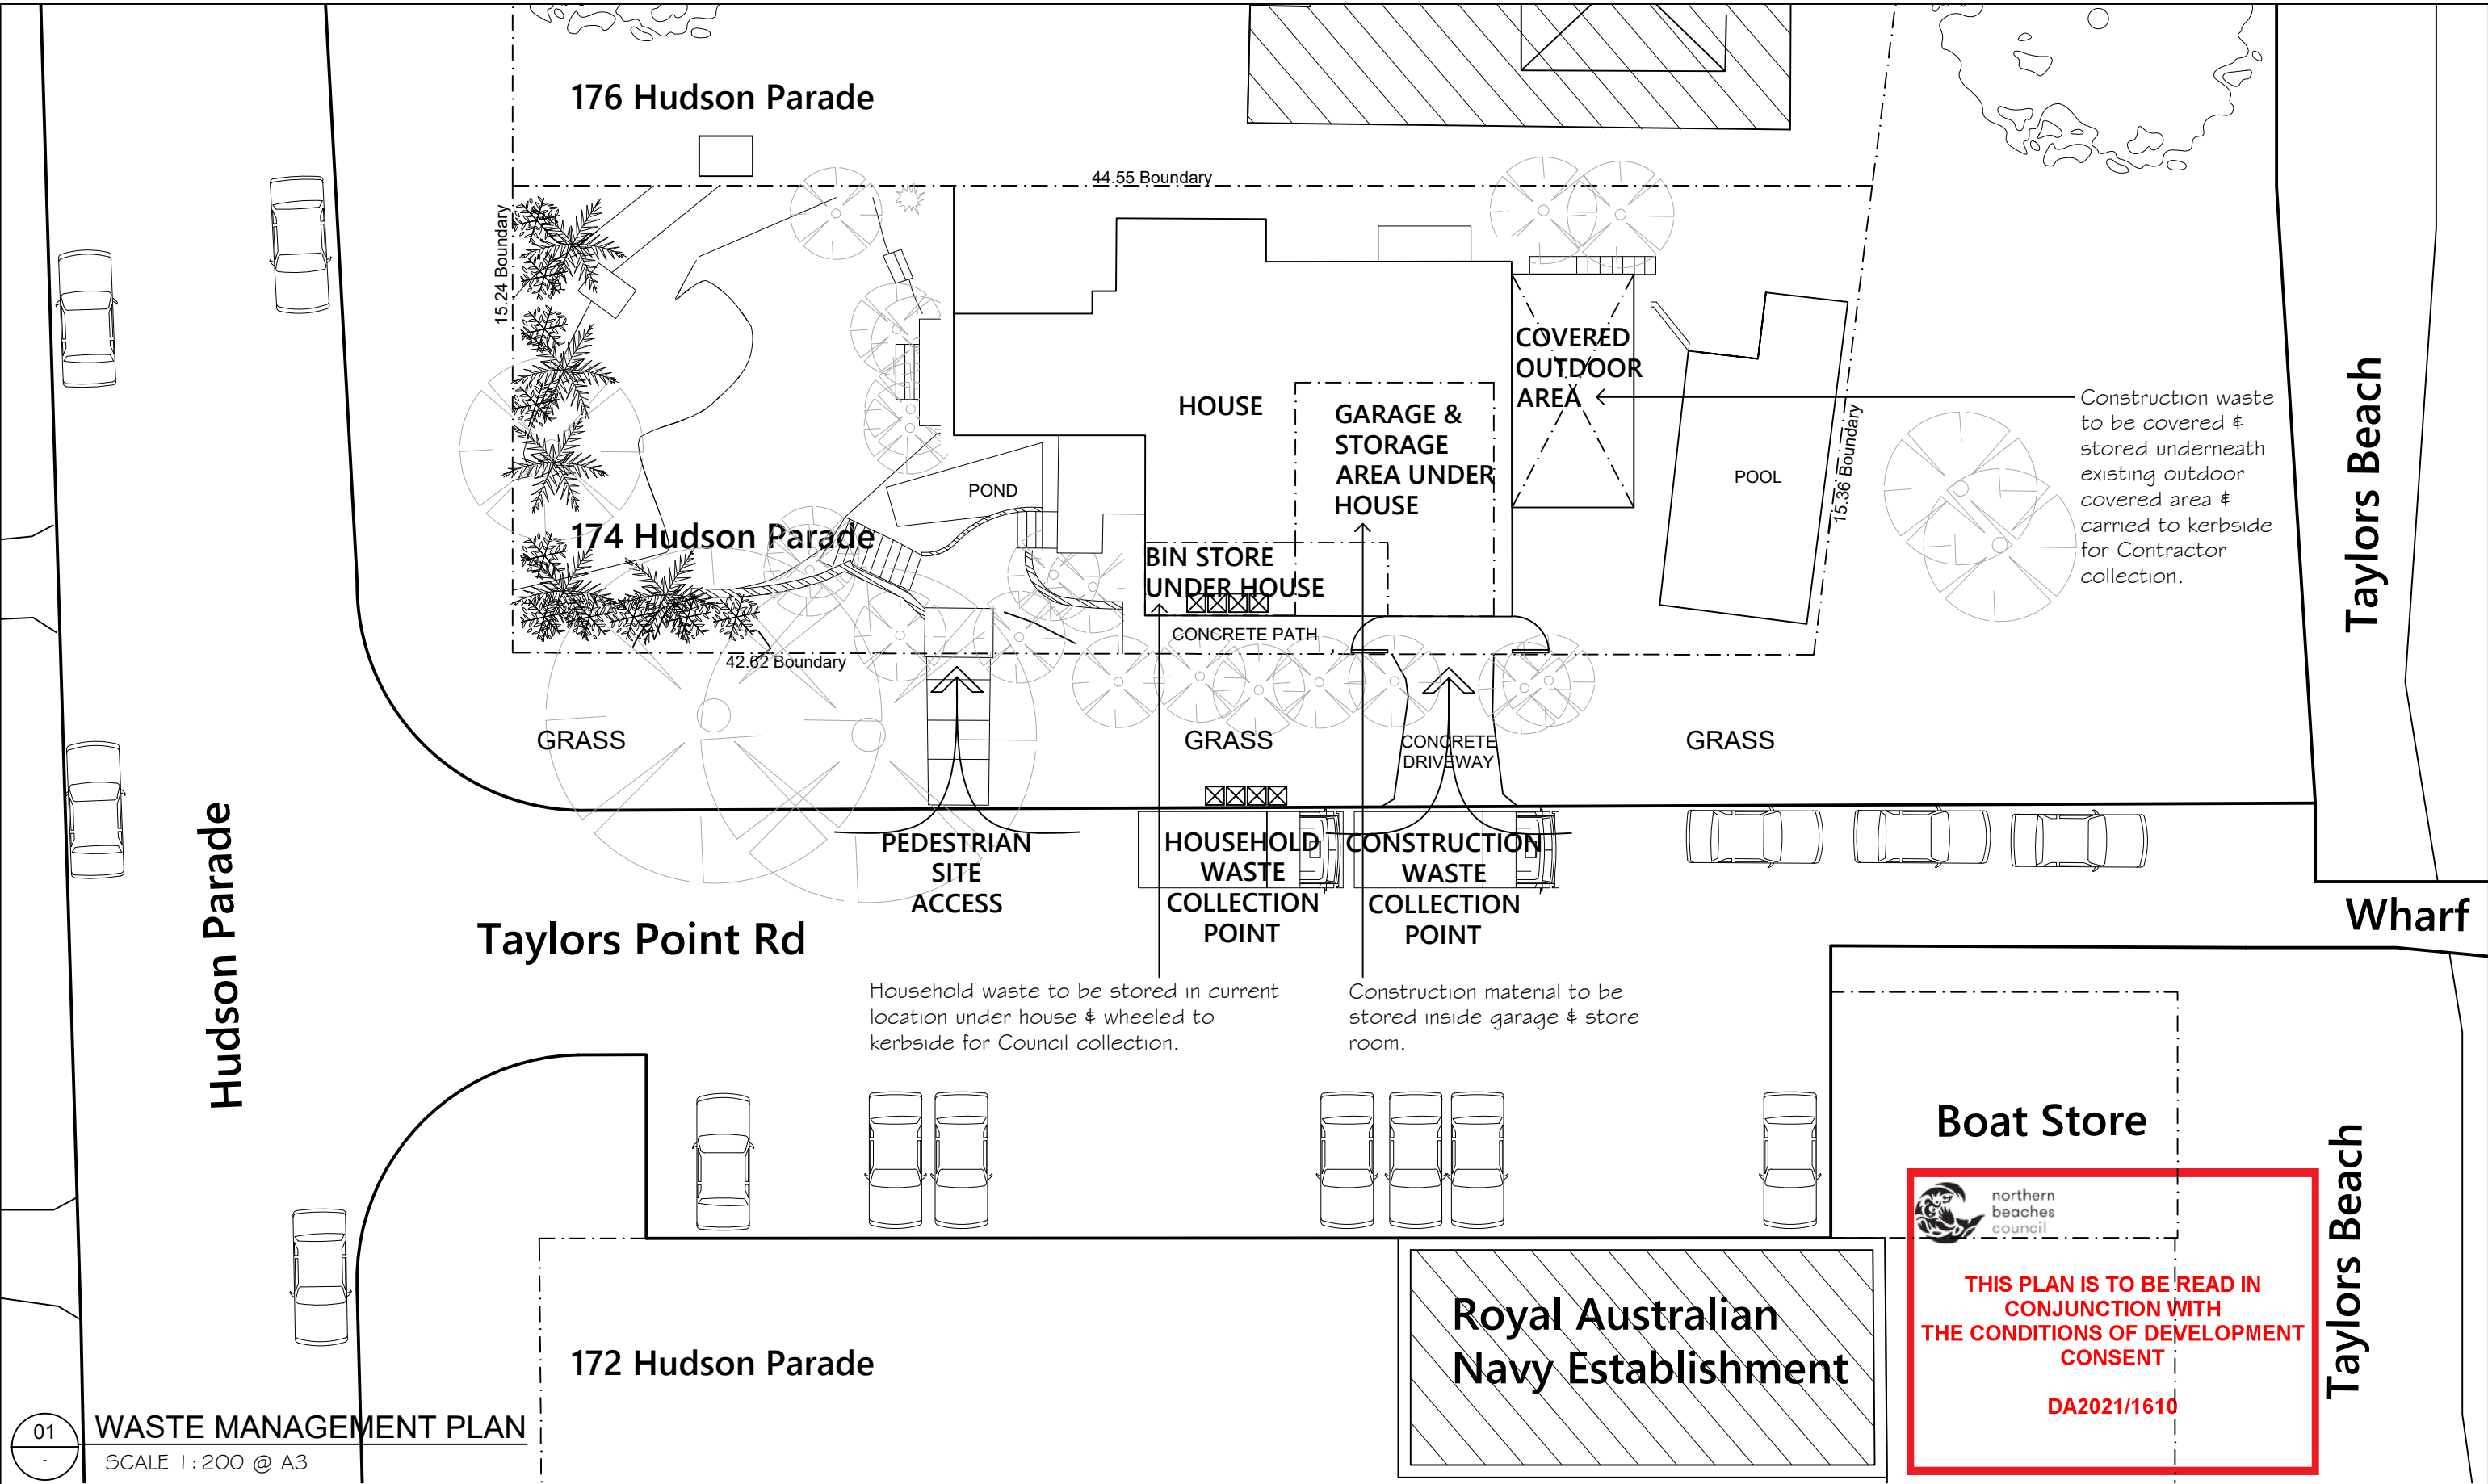 176 Hudson Parade
44.55 Boundary
15.24 Boundary
HOUSE
COVERED
OUTDOOR
AREA
GARAGE &
STORAGE
AREA UNDER
HOUSE
POND
POOL
15.36 Boundary
Construction waste
to be covered &
stored underneath
existing outdoor
covered area &
carried to kerbside
for Contractor
collection.
Taylors Beach
174 Hudson Parade
BIN STORE
UNDER HOUSE
CONCRETE PATH
42.62 Boundary
GRASS
GRASS
CONCRETE
DRIVEWAY
GRASS
PEDESTRIAN
SITE
ACCESS
HOUSEHOLD
WASTE
COLLECTION
POINT
CONSTRUCTION
WASTE
COLLECTION
POINT
Hudson Parade
Taylors Point Rd
Wharf
Household waste to be stored in current
location under house & wheeled to
kerbside for Council collection.
Construction material to be
stored inside garage & store
room.
Boat Store
Taylors Beach
northern
beaches
council
THIS PLAN IS TO BE READ IN
CONJUNCTION WITH
THE CONDITIONS OF DEVELOPMENT
CONSENT
DA2021/1610
Royal Australian
Navy Establishment
172 Hudson Parade
01
-
WASTE MANAGEMENT PLAN
SCALE 1:200 @ A3